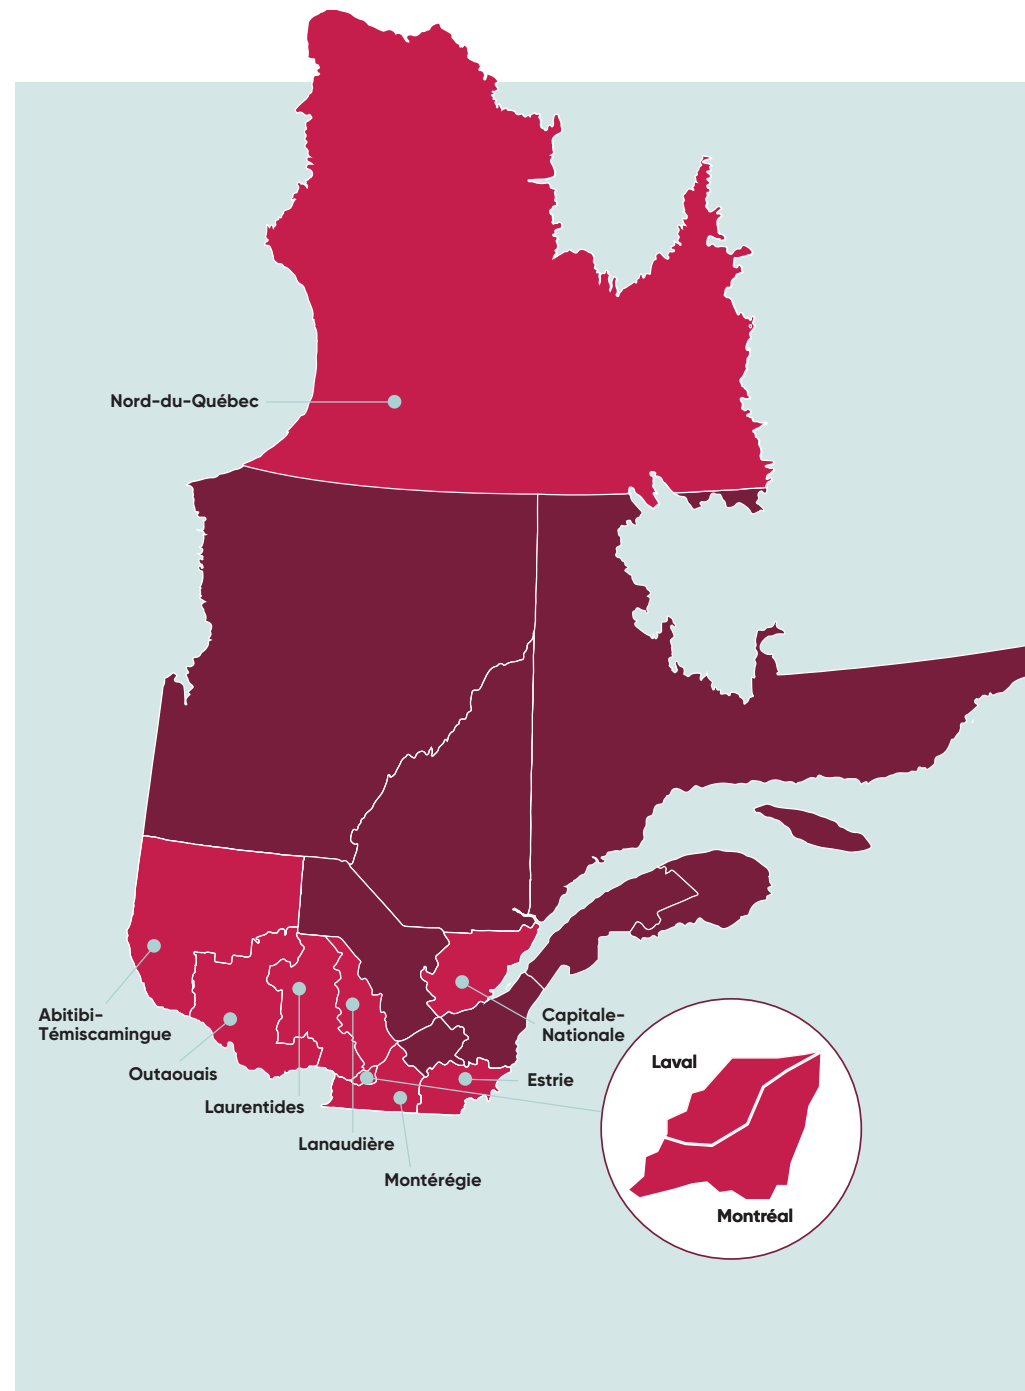 Nord-du-Québec
Abitibi-
Témiscamingue
Outaouais
Laurentides
Lanaudière
Montérégie
Capitale-
Nationale
Estrie
Laval
Montréal